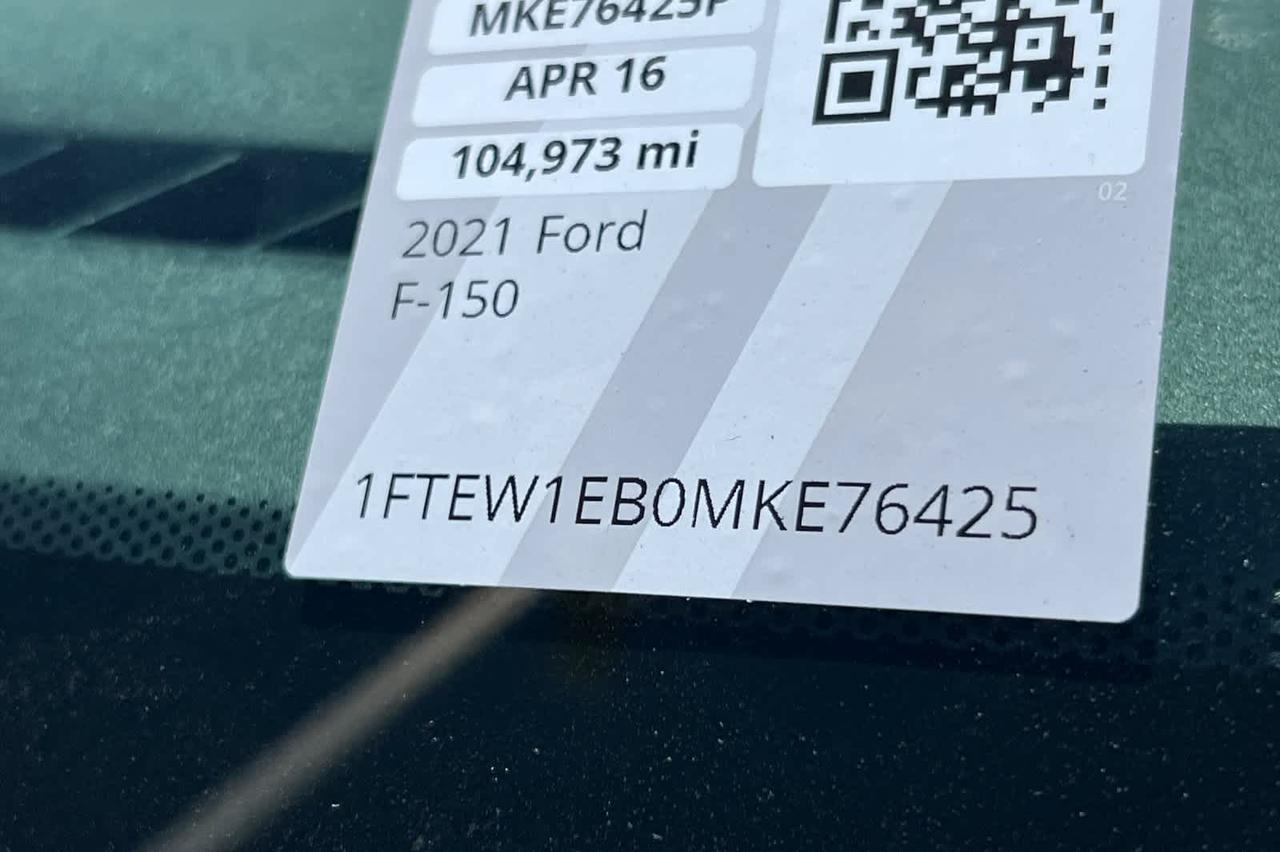 MKE76425P
APR 16
104,973 mi
02
2021 Ford
F-150
1FTEW1EB0MKE76425